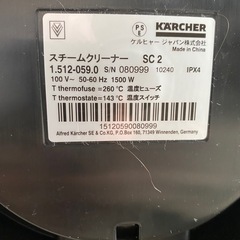 KÄRCHER
PS
E
ケルヒャー ジャパン株式会社
Made in China
スチームクリーナー SC 2
1.512-059.0 S/N 080999 10240 IPX4
100 V~ 50-60 Hz 1500 W
T thermofuse =260℃ 温度ヒューズ
T thermostate =143℃ 温度スイッチ
15120590080999
Alfred Kärcher SE & Co.KG, P.O.Box 160, 71349 Winnenden, Germany